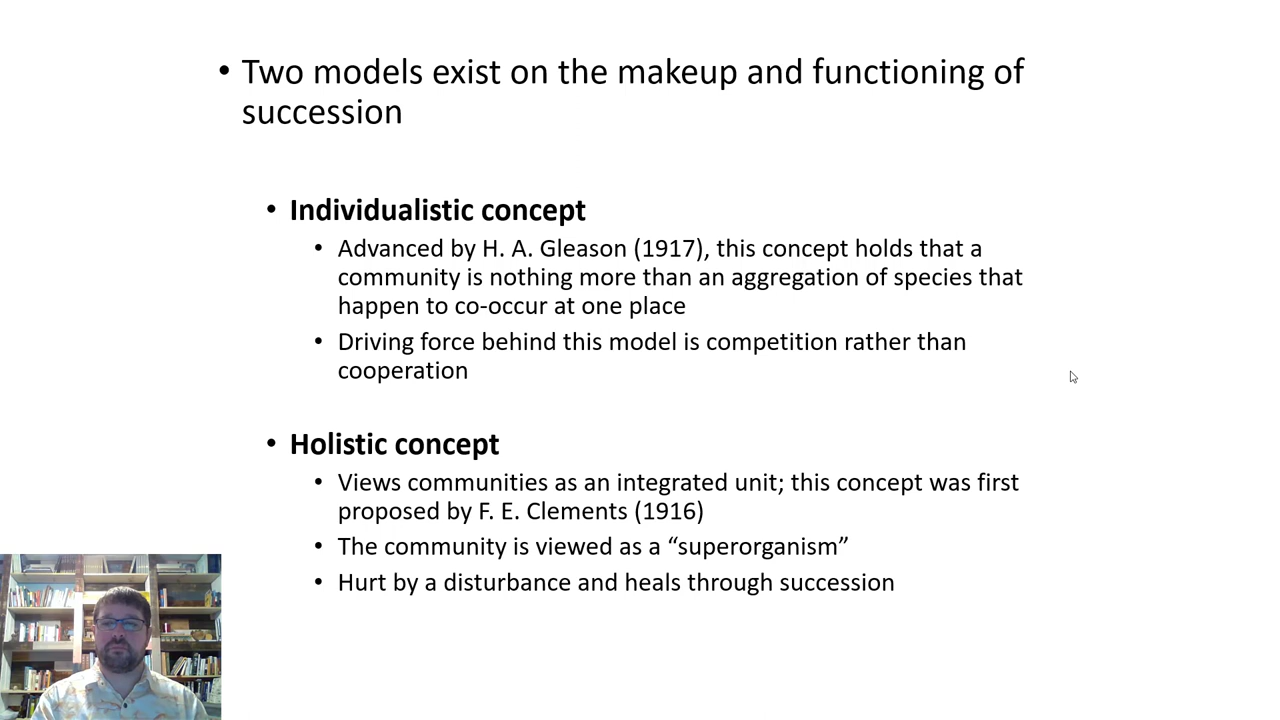 • Two models exist on the makeup and functioning of
succession
• Individualistic concept
• Advanced by H. A. Gleason (1917), this concept holds that a
community is nothing more than an aggregation of species that
happen to co-occur at one place
• Driving force behind this model is competition rather than
cooperation
• Holistic concept
• Views communities as an integrated unit; this concept was first
proposed by F. E. Clements (1916)
• The community is viewed as a “superorganism”
• Hurt by a disturbance and heals through succession